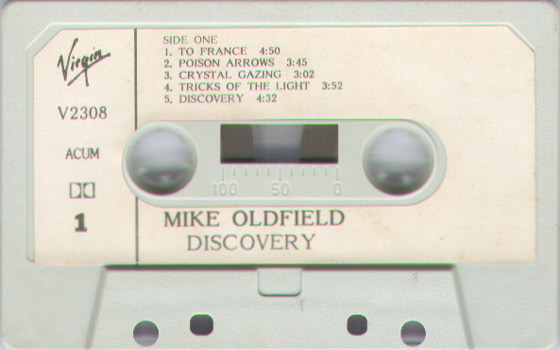 Virgin
V2308
ACUM
1
SIDE ONE
1. TO FRANCE 4:50
2. POISON ARROWS 3:45
3. CRYSTAL GAZING 3:02
4. TRICKS OF THE LIGHT 3:52
5. DISCOVERY 4:32
100 50 0
MIKE OLDFIELD
DISCOVERY